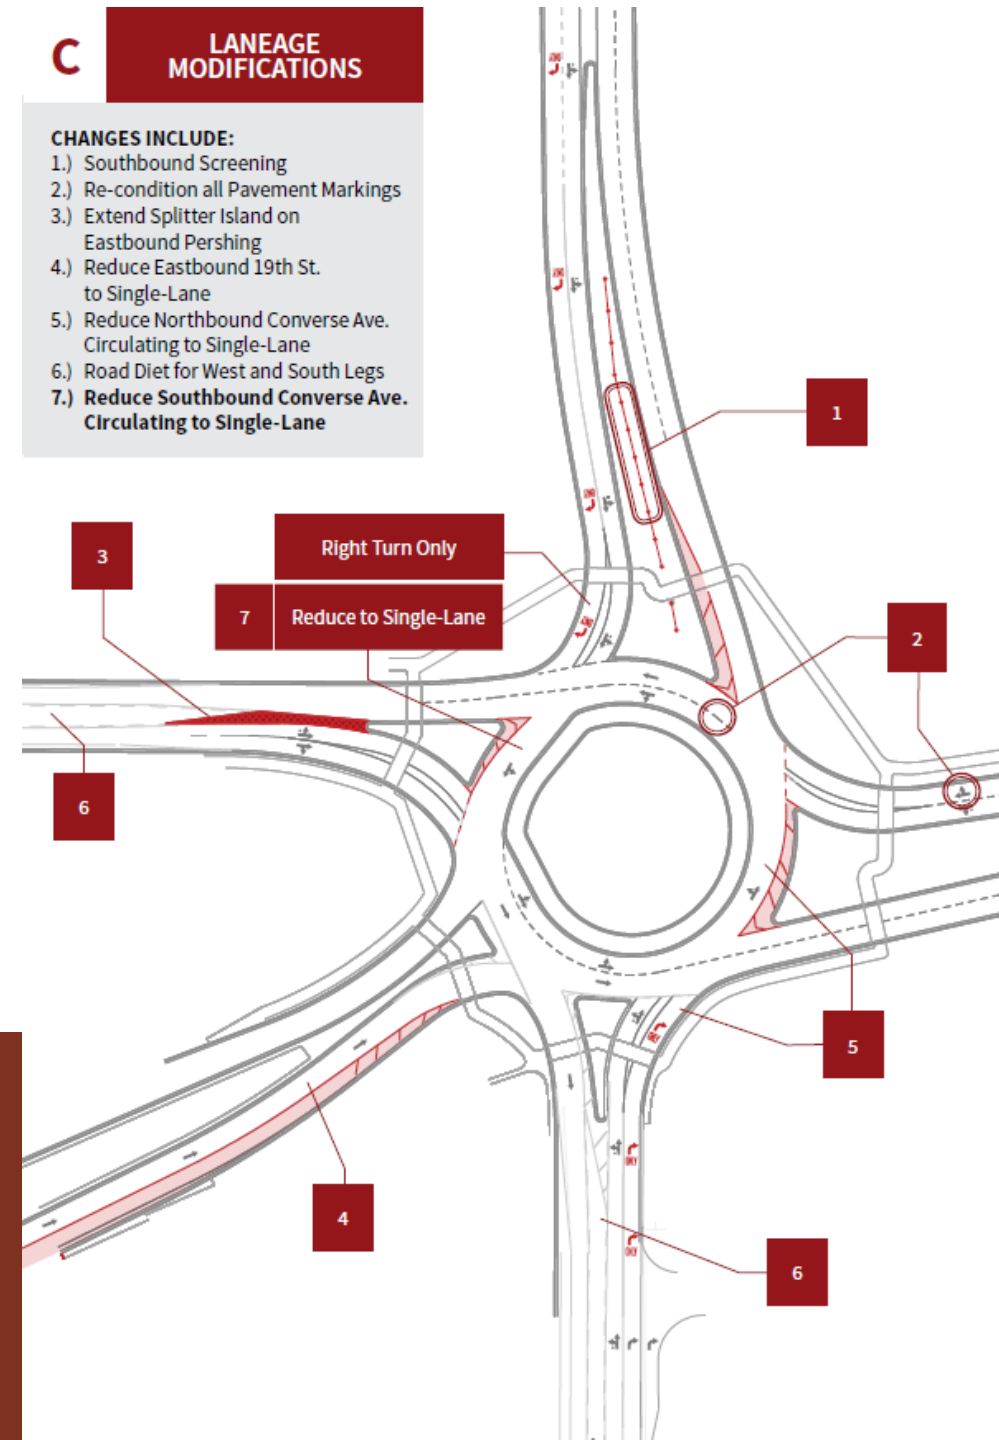 C
LANEAGE
MODIFICATIONS
CHANGES INCLUDE:
1.) Southbound Screening
2.) Re-condition all Pavement Markings
3.) Extend Splitter Island on
Eastbound Pershing
4.) Reduce Eastbound 19th St.
to Single-Lane
5.) Reduce Northbound Converse Ave.
Circulating to Single-Lane
6.) Road Diet for West and South Legs
7.) Reduce Southbound Converse Ave.
Circulating to Single-Lane
1
3
Right Turn Only
7 Reduce to Single-Lane
2
6
5
4
6
ONLY
ONLY